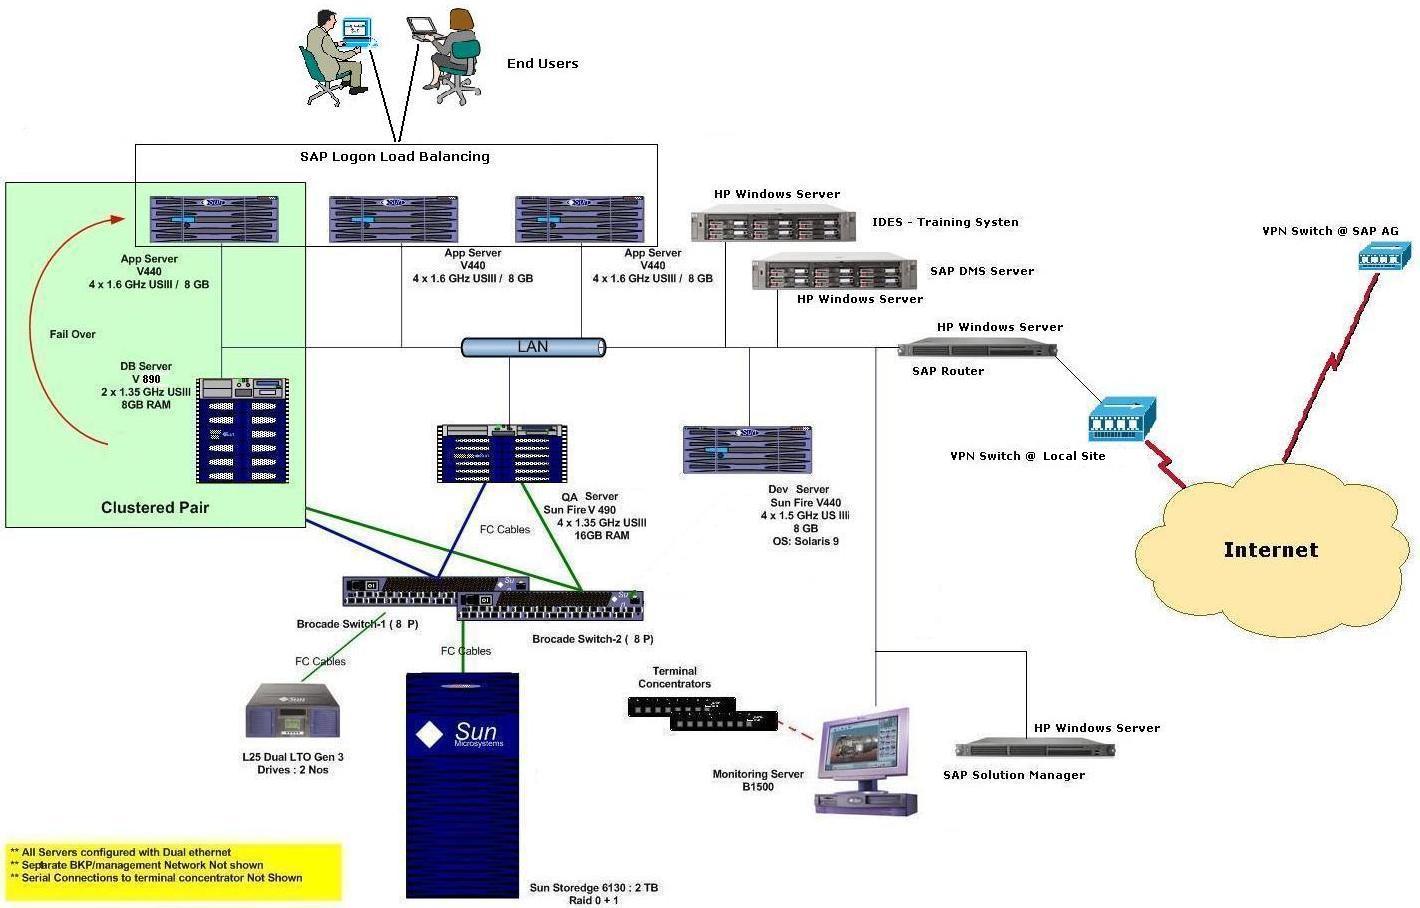 End Users
SAP Logon Load Balancing
App Server
V440
4 x 1.6 GHz USIII / 8 GB
App Server
V440
4 x 1.6 GHz USIII / 8 GB
App Server
V440
4 x 1.6 GHz USIII / 8 GB
HP Windows Server
IDES - Training Systen
SAP DMS Server
HP Windows Server
VPN Switch @ SAP AG
Fail Over
LAN
HP Windows Server
SAP Router
DB Server
V 890
2 x 1.35 GHz USIII
8GB RAM
Clustered Pair
VPN Switch @ Local Site
QA Server
Sun Fire V 490
4 x 1.35 GHz USIII
16GB RAM
Dev Server
Sun Fire V440
4 x 1.5 GHz US IIIi
8 GB
OS: Solaris 9
Internet
FC Cables
Brocade Switch-1 ( 8 P)
Brocade Switch-2 ( 8 P)
FC Cables
FC Cables
Terminal
Concentrators
Sun
Microsystems
L25 Dual LTO Gen 3
Drives : 2 Nos
Monitoring Server
B1500
HP Windows Server
SAP Solution Manager
** All Servers configured with Dual ethernet
** Separate BKP/management Network Not shown
** Serial Connections to terminal concentrator Not Shown
Sun Storedge 6130 : 2 TB
Raid 0 + 1